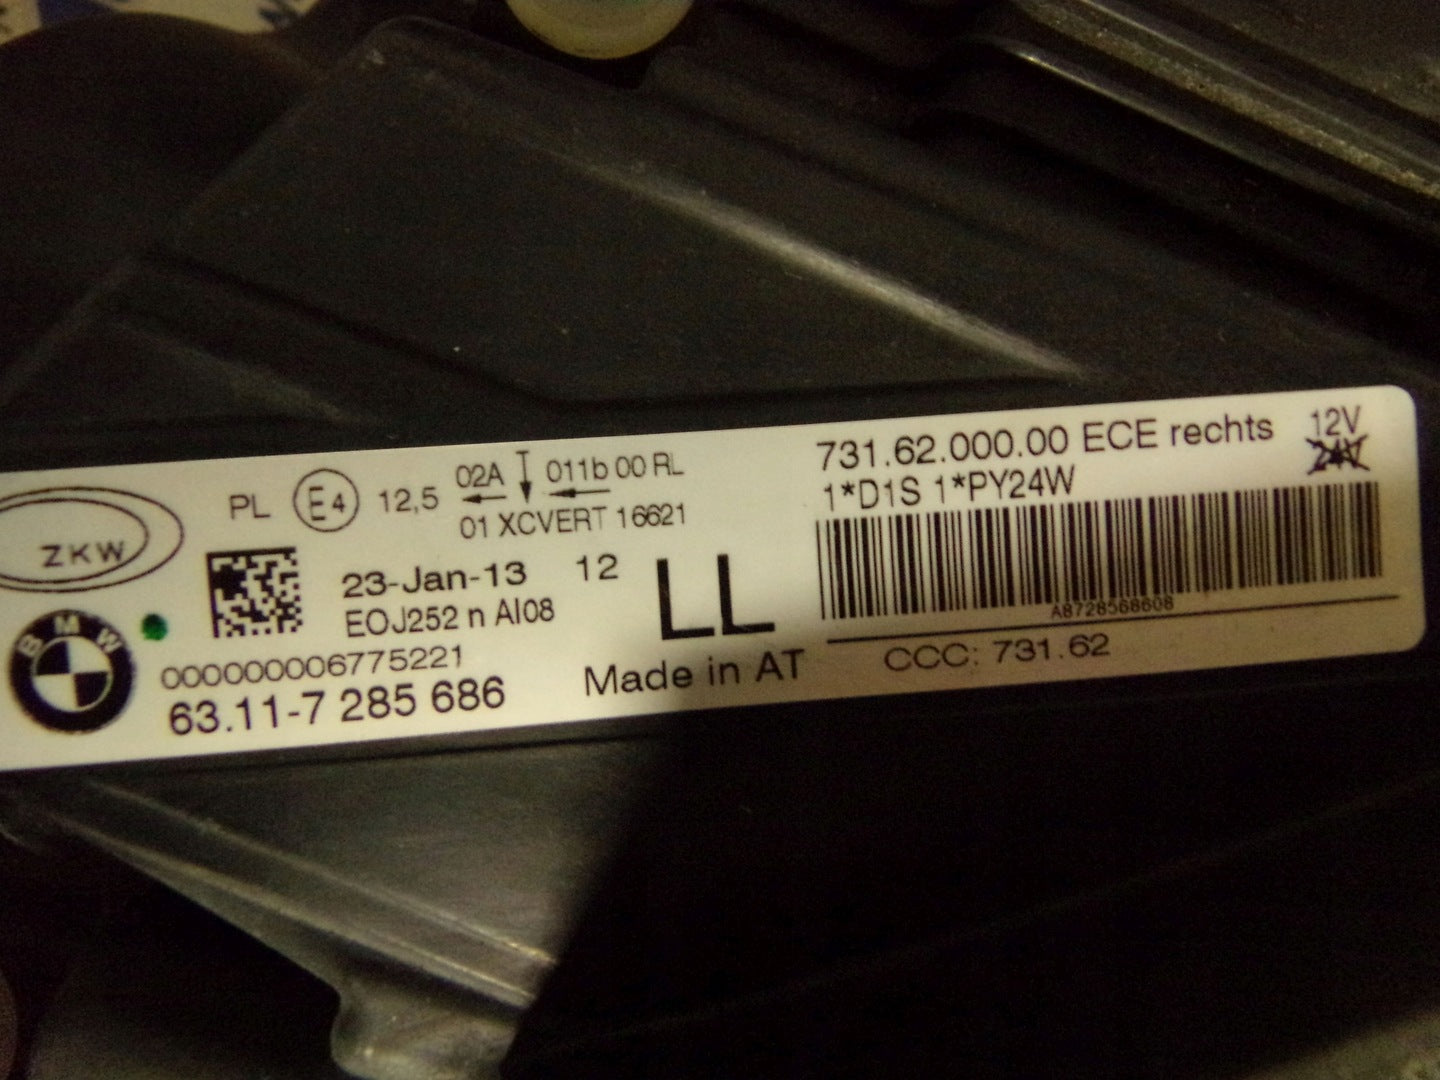 ZKW
PL E4 12,5 02A 011b 00 RL
01 XCVERT 16621
23-Jan-13 12
EOJ252 n AI08
LL
BMW
000000006775221
63.11-7 285 686
Made in AT
731.62.000.00 ECE rechts 12V
1*D1S 1*PY24W 24V
A8728568608
CCC: 731.62